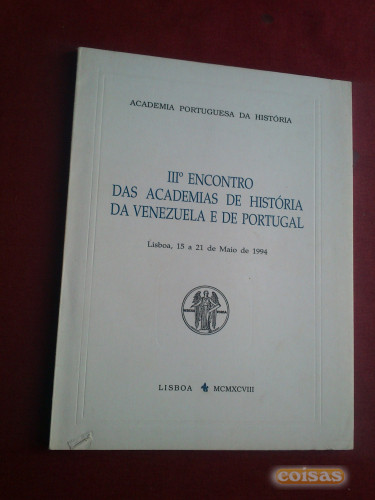 ACADEMIA PORTUGUESA DA HISTÓRIA
IIIº ENCONTRO
DAS ACADEMIAS DE HISTÓRIA
DA VENEZUELA E DE PORTUGAL
Lisboa, 15 a 21 de Maio de 1994
LISBOA MCMXCVIII
coisas